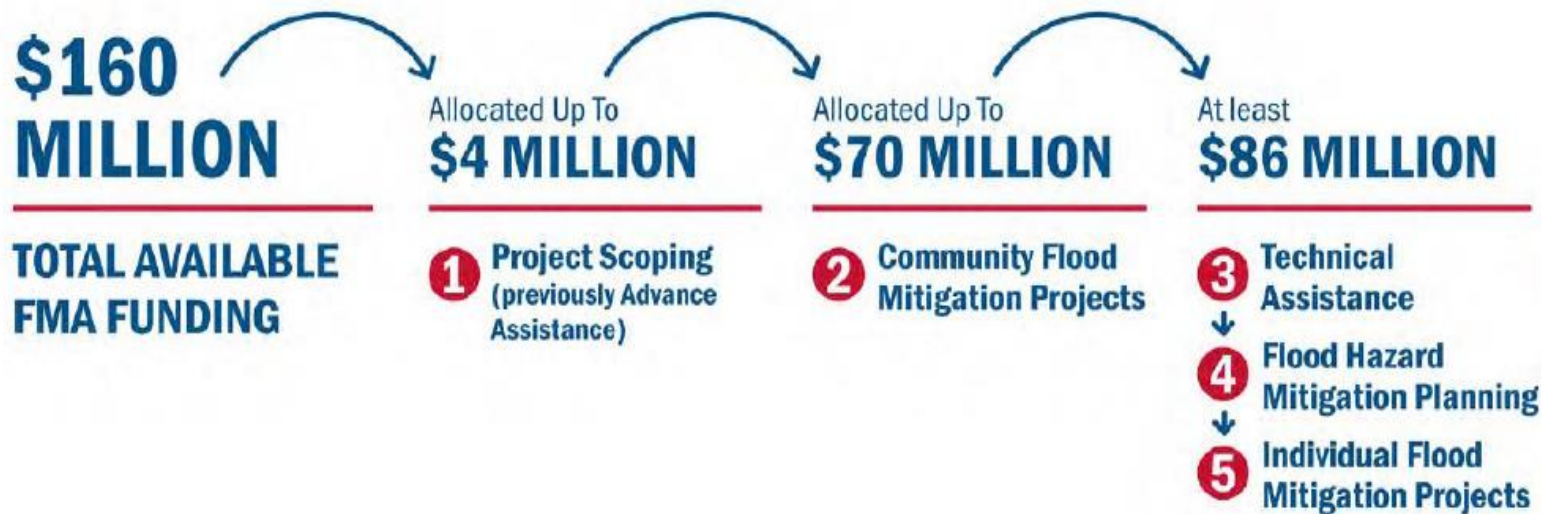 $160
MILLION
TOTAL AVAILABLE
FMA FUNDING
Allocated Up To
$4 MILLION
1 Project Scoping
(previously Advance
Assistance)
Allocated Up To
$70 MILLION
2 Community Flood
Mitigation Projects
At least
$86 MILLION
3 Technical
Assistance
4 Flood Hazard
Mitigation Planning
5 Individual Flood
Mitigation Projects